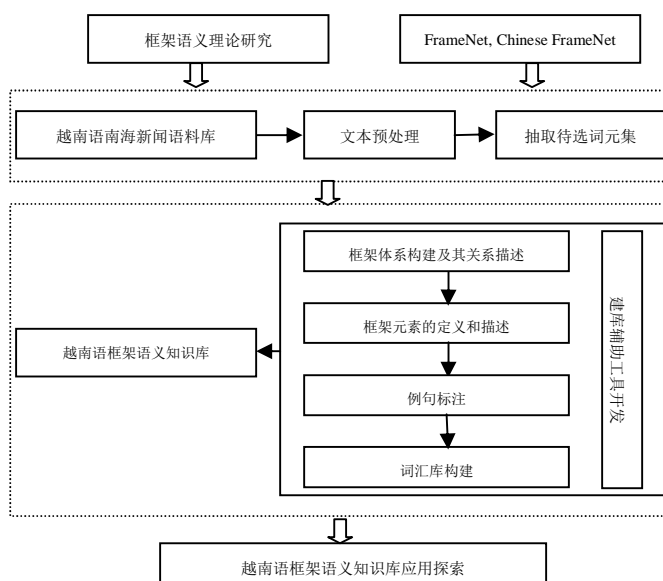 框架语义理论研究
FrameNet, Chinese FrameNet
越南语南海新闻语料库
文本预处理
抽取待选词元集
框架体系构建及其关系描述
框架元素的定义和描述
例句标注
词汇库构建
建库辅助工具开发
越南语框架语义知识库
越南语框架语义知识库应用探索